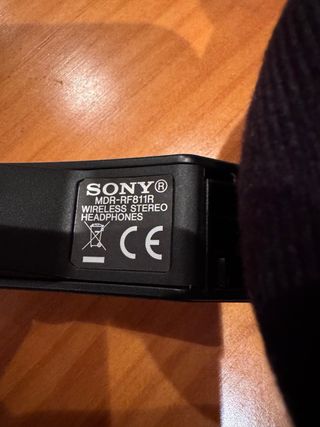 SONY®
MDR-RF811R
WIRELESS STEREO
HEADPHONES
CE